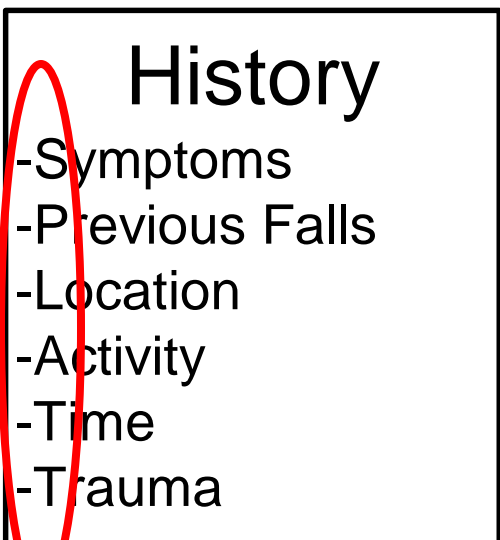 History
-Symptoms
-Previous Falls
-Location
-Activity
-Time
-Trauma